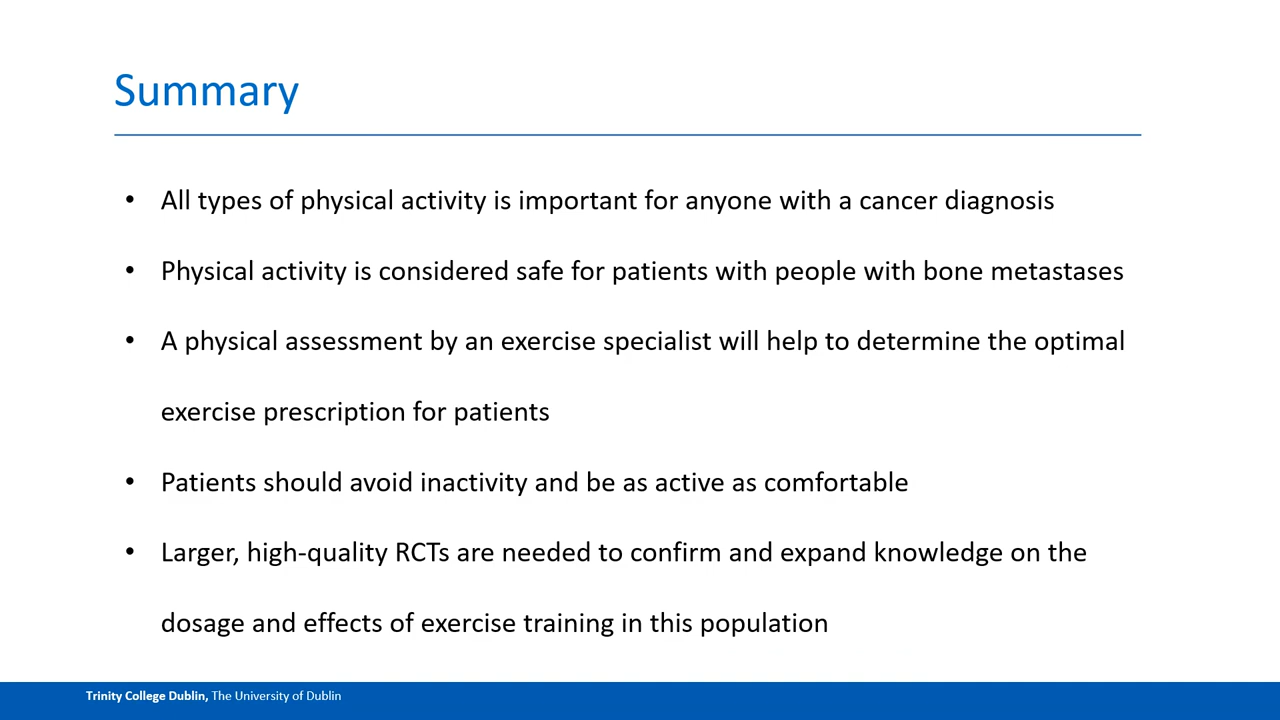 Summary
• All types of physical activity is important for anyone with a cancer diagnosis
• Physical activity is considered safe for patients with people with bone metastases
• A physical assessment by an exercise specialist will help to determine the optimal
exercise prescription for patients
• Patients should avoid inactivity and be as active as comfortable
• Larger, high-quality RCTs are needed to confirm and expand knowledge on the
dosage and effects of exercise training in this population
Trinity College Dublin, The University of Dublin